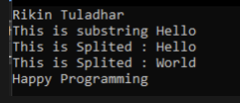 Rikin Tuladhar
This is substring Hello
This is Splited : Hello
This is Splited : World
Happy Programming